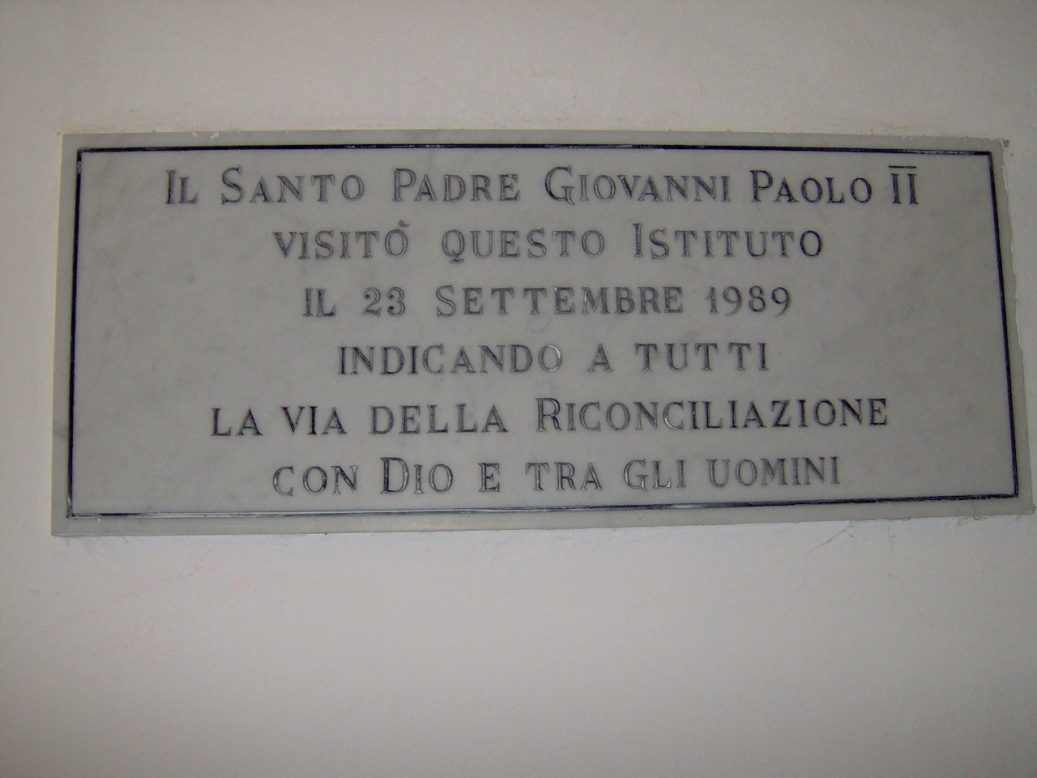 IL SANTO PADRE GIOVANNI PAOLO II
VISITÒ QUESTO ISTITUTO
IL 23 SETTEMBRE 1989
INDICANDO A TUTTI
LA VIA DELLA RICONCILIAZIONE
CON DIO E TRA GLI UOMINI